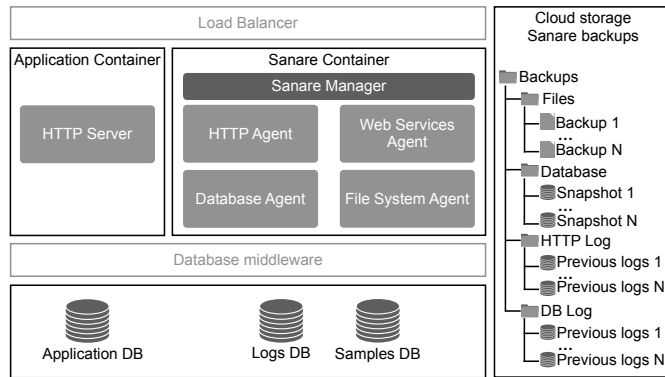 Load Balancer
Application Container
HTTP Server
Sanare Container
Sanare Manager
HTTP Agent
Web Services
Agent
Database Agent
File System Agent
Database middleware
Application DB
Logs DB
Samples DB
Cloud storage
Sanare backups
Backups
Files
Backup 1
...
Backup N
Database
Snapshot 1
...
Snapshot N
HTTP Log
Previous logs 1
...
Previous logs N
DB Log
Previous logs 1
...
Previous logs N